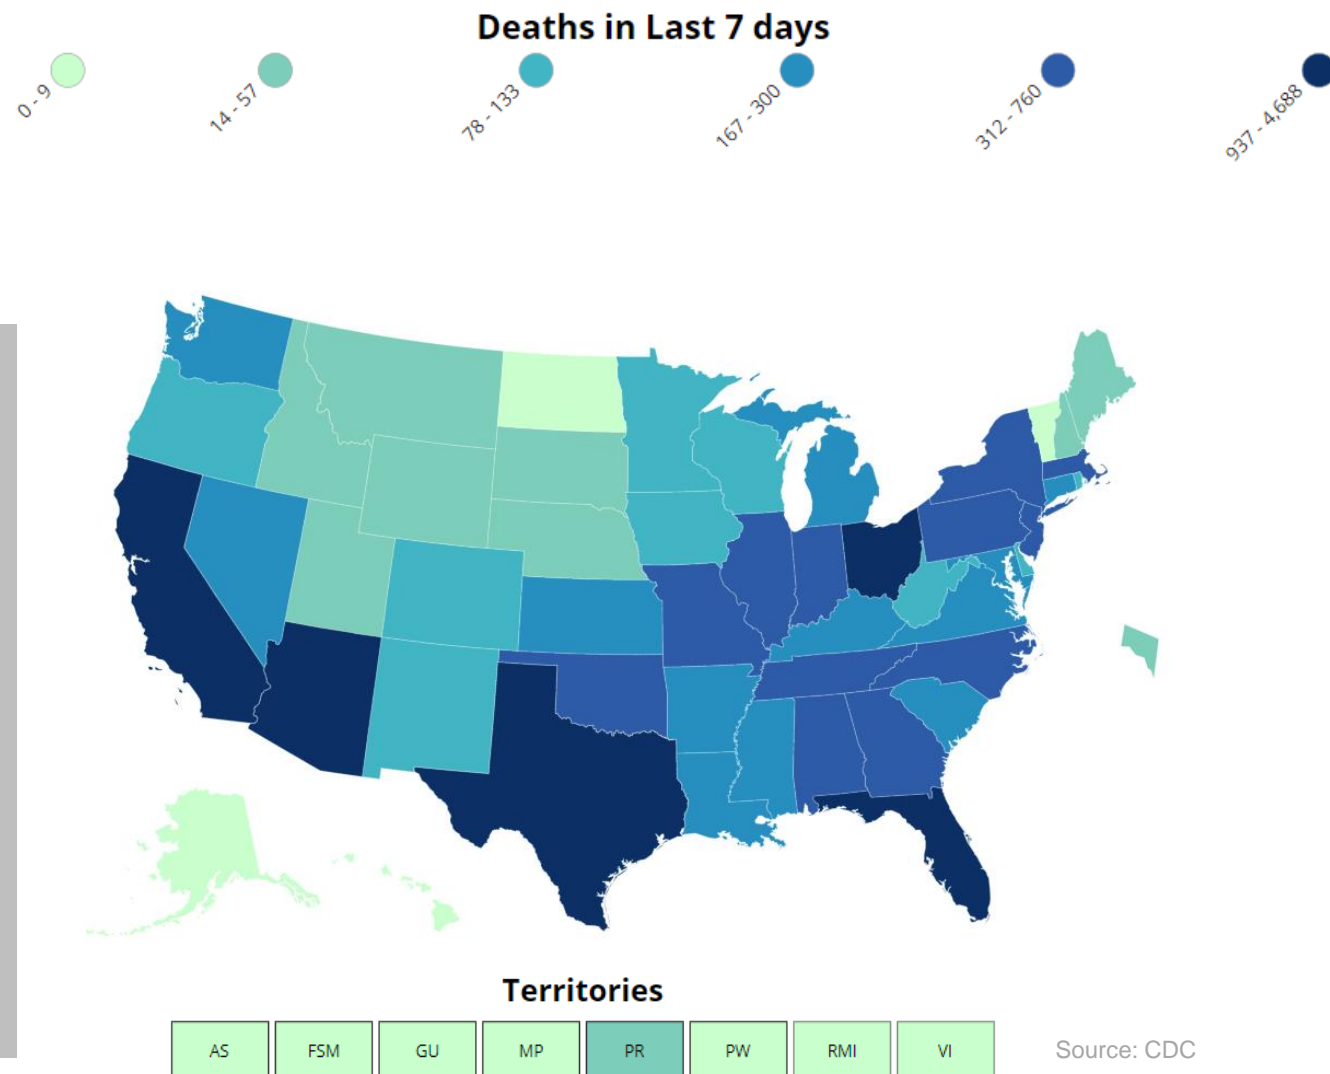 Deaths in Last 7 days
0 - 9
14 - 57
78 - 133
167 - 300
312 - 760
937 - 4,688
Territories
AS
FSM
GU
MP
PR
PW
RMI
VI
Source: CDC